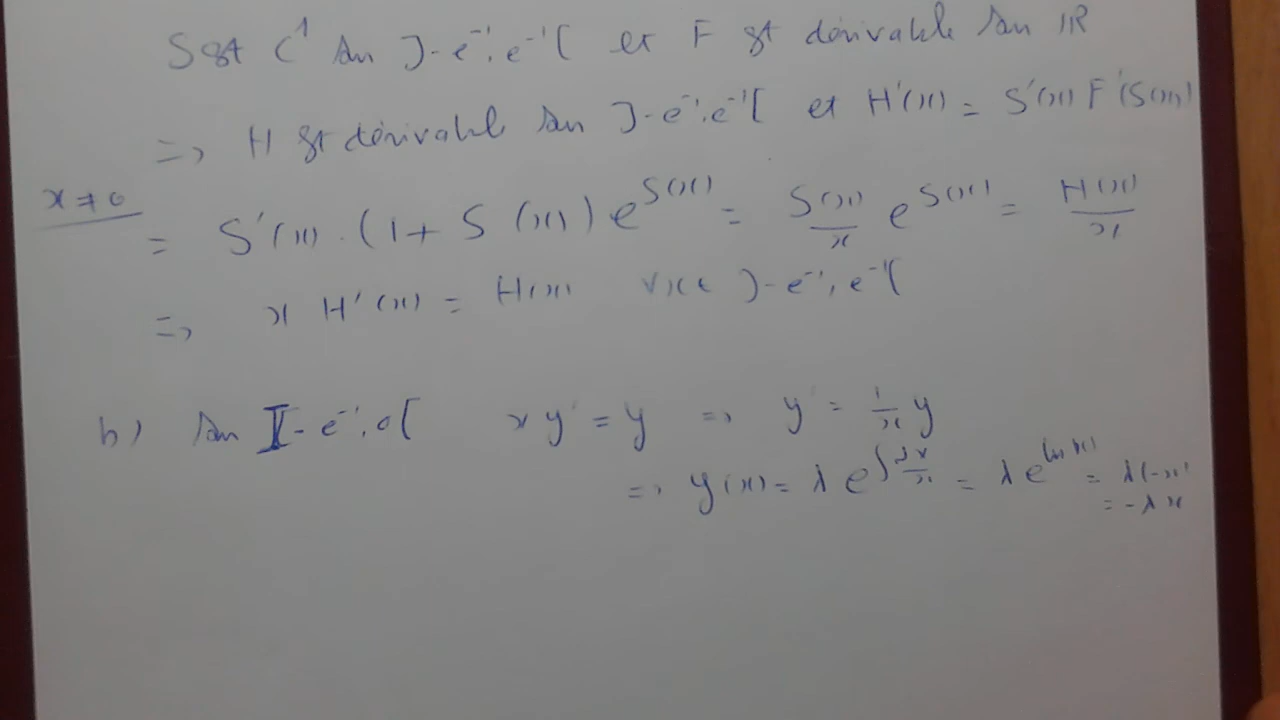 S est C¹ sur ]-e⁻¹, e⁻¹[ et F est dérivable sur ℝ
=> H est dérivable sur ]-e⁻¹, e⁻¹[ et H'(x) = S'(x) F'(S(x))
x ≠ 0
= S'(x) . (1 + S(x)) e^{S(x)} = S(x)/x e^{S(x)} = H(x)/x
=> x H'(x) = H(x) ∀x ∈ ]-e⁻¹, e⁻¹[
b) sur ]-e⁻¹, 0[ x y' = y => y' = 1/x y
=> y(x) = λ e^{∫dx/x} = λ e^{ln|x|} = λ(-x)
= -λ x